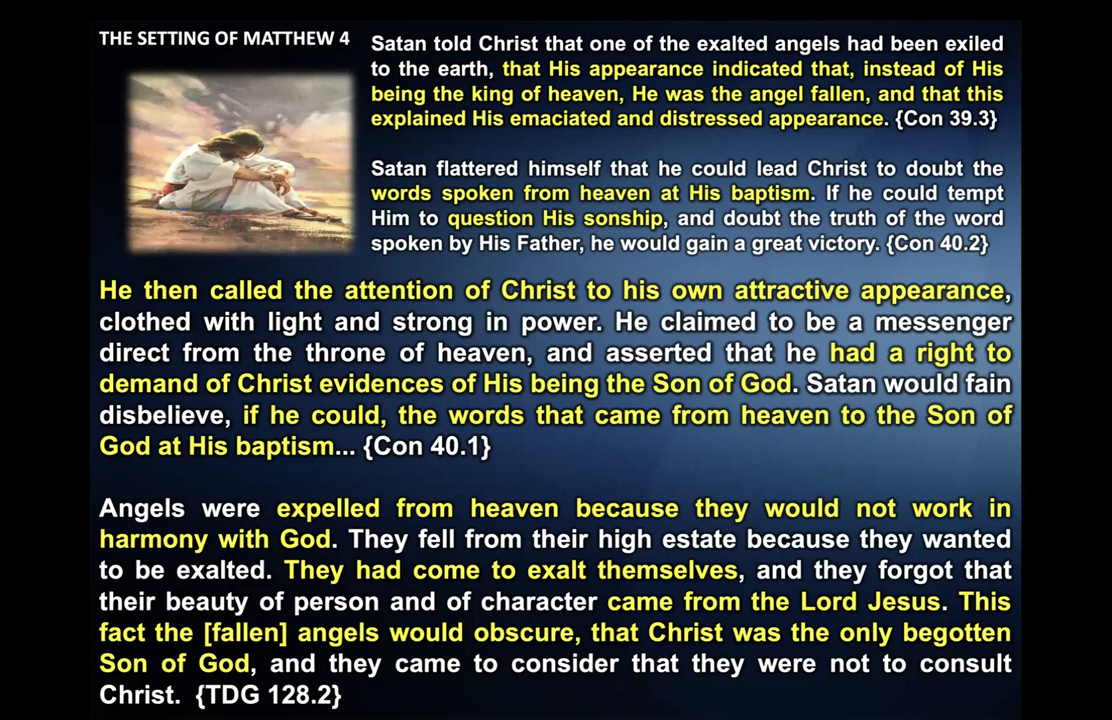 THE SETTING OF MATTHEW 4
Satan told Christ that one of the exalted angels had been exiled
to the earth, that His appearance indicated that, instead of His
being the king of heaven, He was the angel fallen, and that this
explained His emaciated and distressed appearance. {Con 39.3}
Satan flattered himself that he could lead Christ to doubt the
words spoken from heaven at His baptism. If he could tempt
Him to question His sonship, and doubt the truth of the word
spoken by His Father, he would gain a great victory. {Con 40.2}
He then called the attention of Christ to his own attractive appearance,
clothed with light and strong in power. He claimed to be a messenger
direct from the throne of heaven, and asserted that he had a right to
demand of Christ evidences of His being the Son of God. Satan would fain
disbelieve, if he could, the words that came from heaven to the Son of
God at His baptism... {Con 40.1}
Angels were expelled from heaven because they would not work in
harmony with God. They fell from their high estate because they wanted
to be exalted. They had come to exalt themselves, and they forgot that
their beauty of person and of character came from the Lord Jesus. This
fact the [fallen] angels would obscure, that Christ was the only begotten
Son of God, and they came to consider that they were not to consult
Christ. {TDG 128.2}